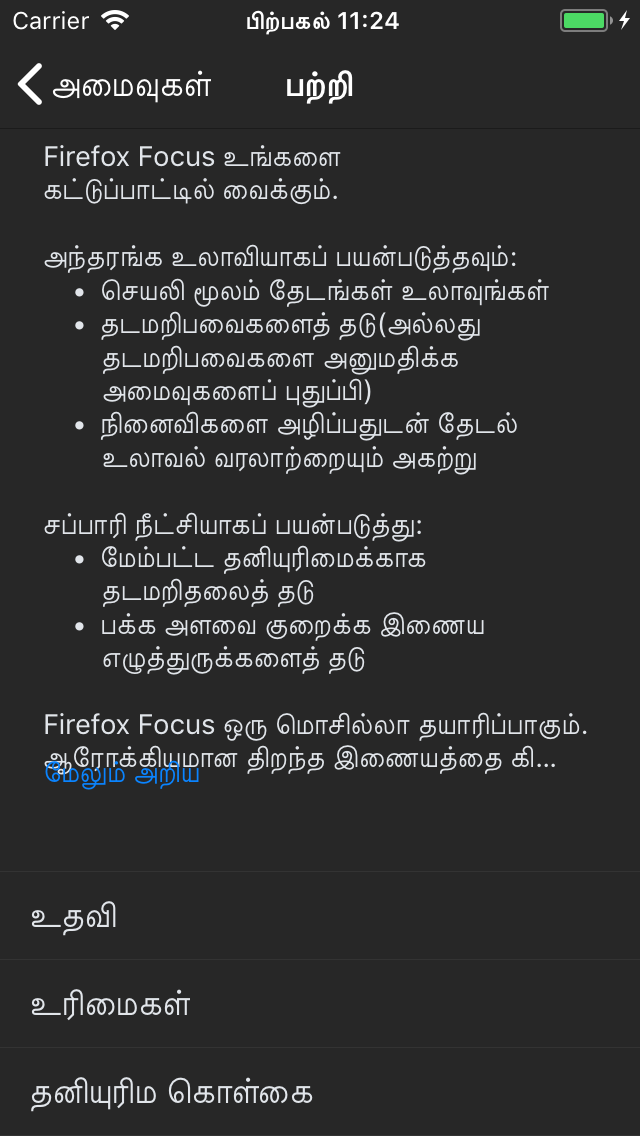 Carrier பிற்பகல் 11:24
அமைவுகள் பற்றி
Firefox Focus உங்களை
கட்டுப்பாட்டில் வைக்கும்.
அந்தரங்க உலாவியாகப் பயன்படுத்தவும்:
• செயலி மூலம் தேடங்கள் உலாவுங்கள்
• தடமறிபவைகளைத் தடு(அல்லது
தடமறிபவைகளை அனுமதிக்க
அமைவுகளைப் புதுப்பி)
• நினைவிகளை அழிப்பதுடன் தேடல்
உலாவல் வரலாற்றையும் அகற்று
சப்பாரி நீட்சியாகப் பயன்படுத்து:
• மேம்பட்ட தனியுரிமைக்காக
தடமறிதலைத் தடு
• பக்க அளவை குறைக்க இணைய
எழுத்துருக்களைத் தடு
Firefox Focus ஒரு மொசில்லா தயாரிப்பாகும்.
ஆரோக்கியமான திறந்த இணையத்தை கி...
மேலும் அறிய
உதவி
உரிமைகள்
தனியுரிம கொள்கை